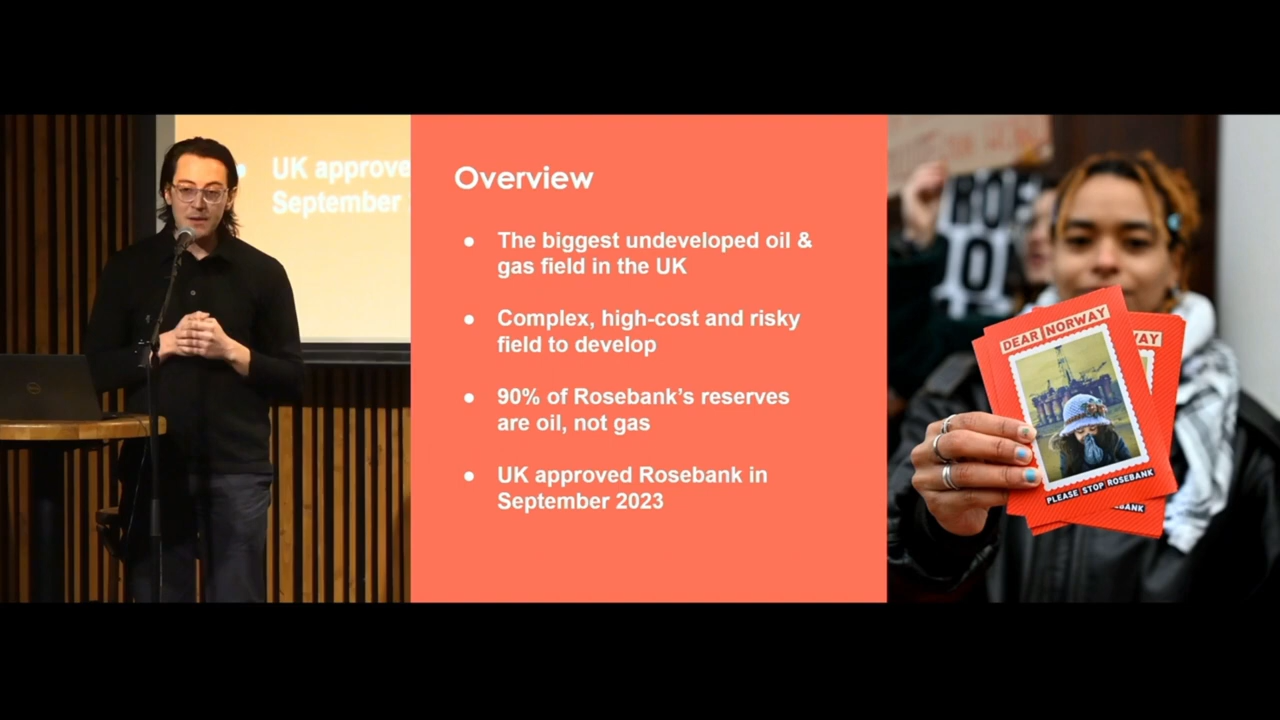 UK approve
September
Overview
● The biggest undeveloped oil &
gas field in the UK
● Complex, high-cost and risky
field to develop
● 90% of Rosebank's reserves
are oil, not gas
● UK approved Rosebank in
September 2023
DEAR NORWAY
PLEASE STOP ROSEBANK